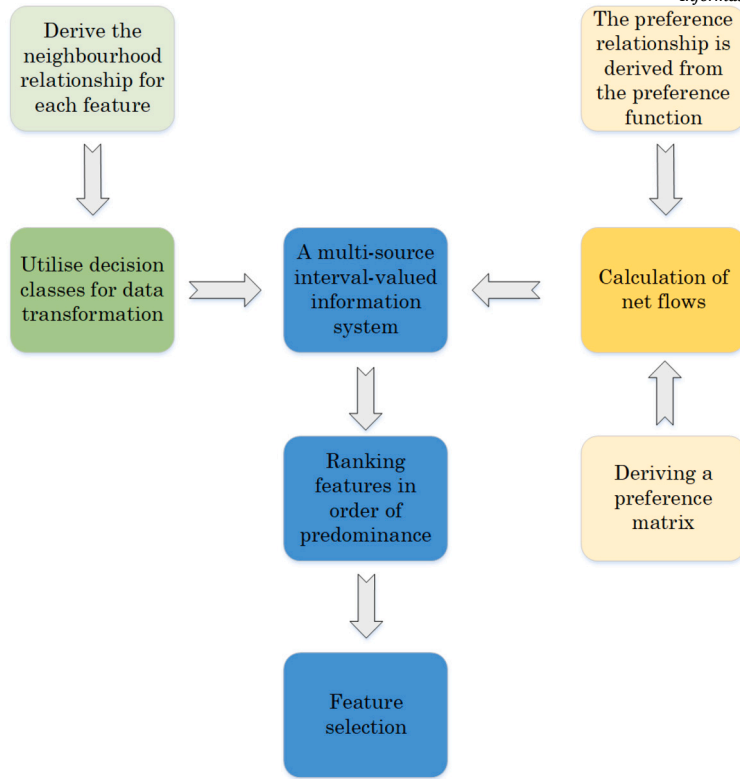 Derive the
neighbourhood
relationship for
each feature
The preference
relationship is
derived from
the preference
function
Utilise decision
classes for data
transformation
A multi-source
interval-valued
information
system
Calculation of
net flows
Ranking
features in
order of
predominance
Deriving a
preference
matrix
Feature
selection